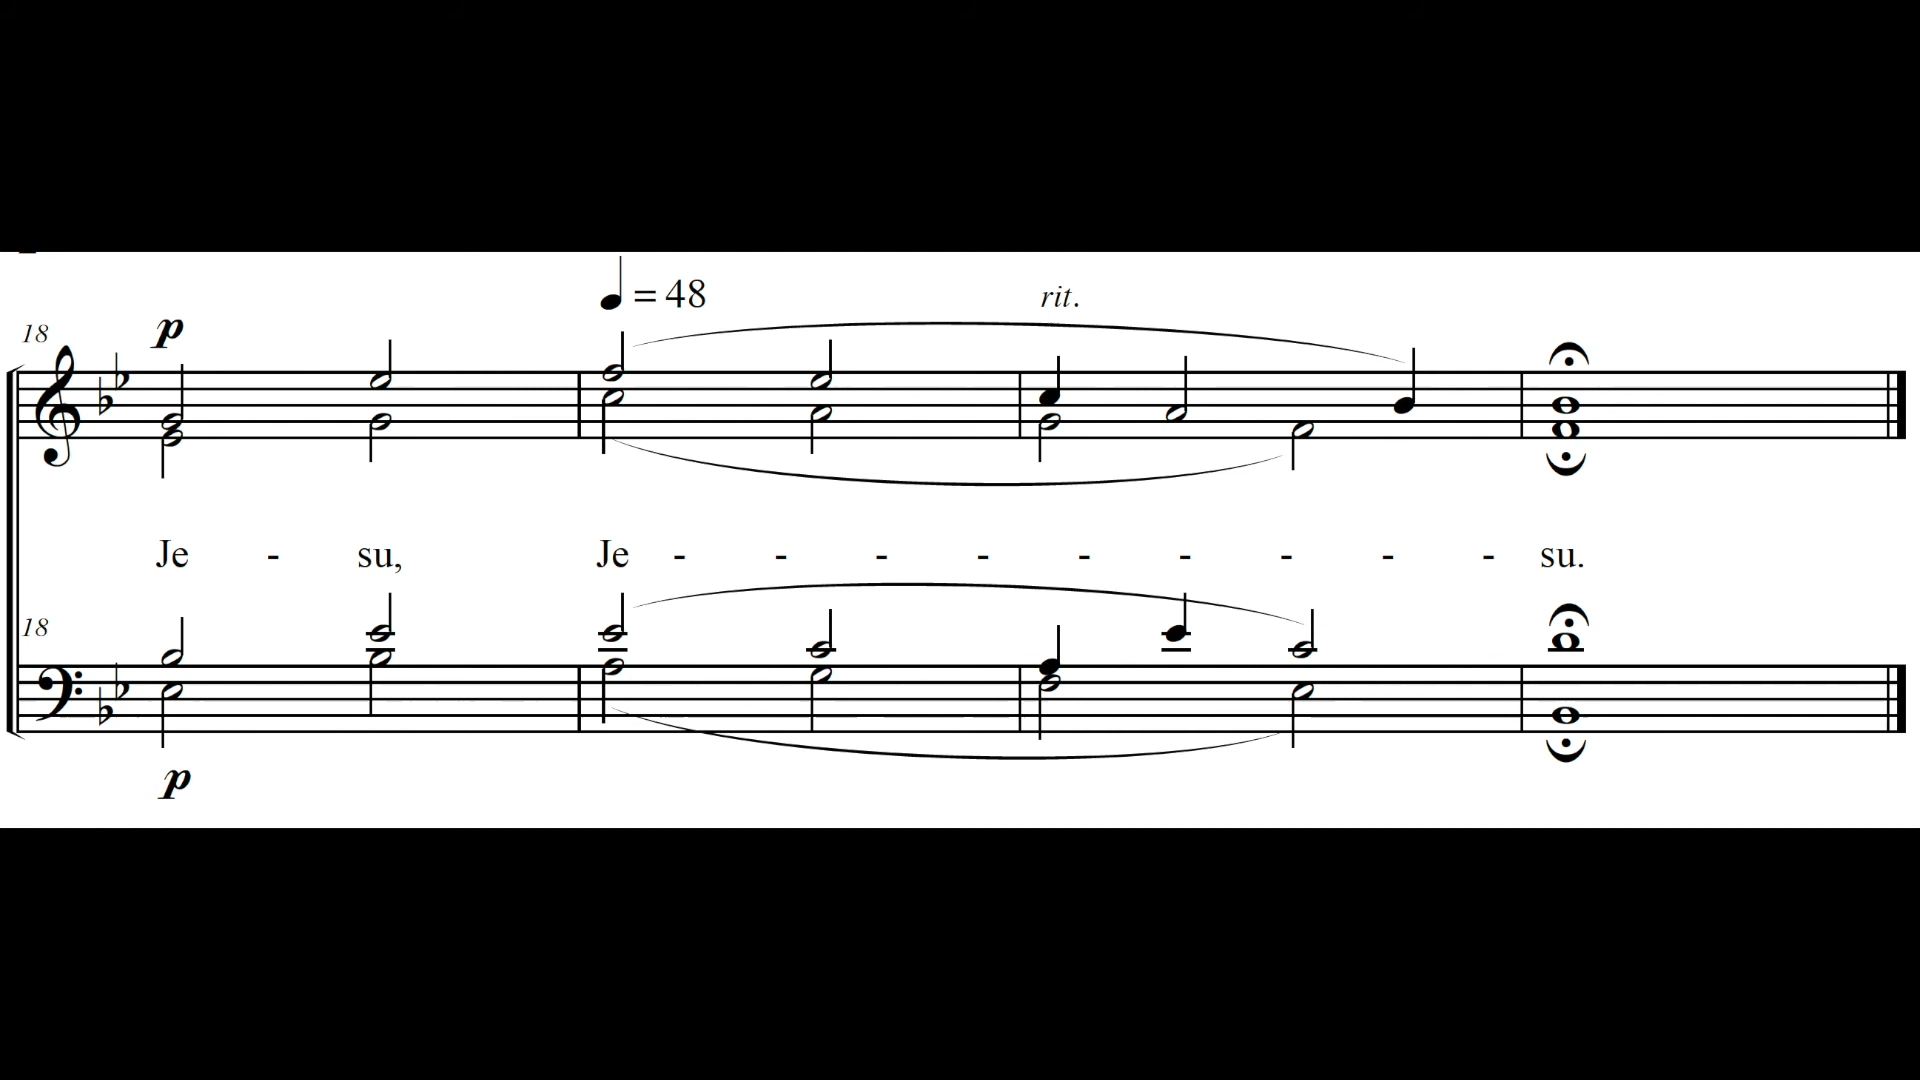 = 48
rit.
18
p
Je - su, Je - - - - - - - - - su.
18
p